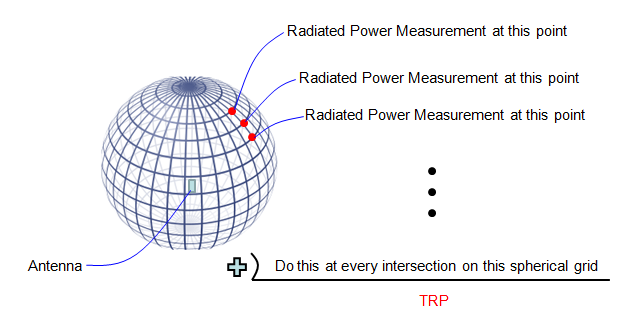 Radiated Power Measurement at this point
Radiated Power Measurement at this point
Radiated Power Measurement at this point
Antenna
Do this at every intersection on this spherical grid
TRP